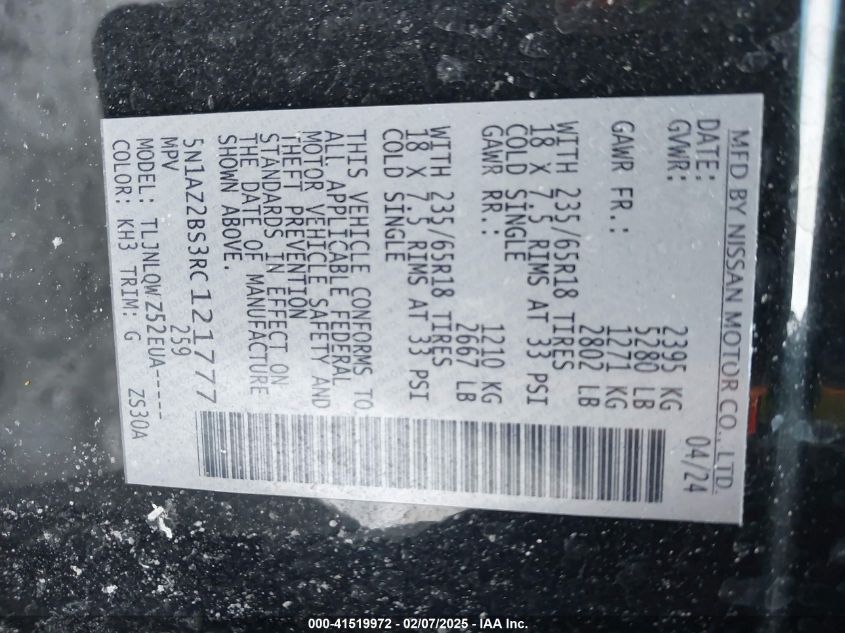 MFD BY NISSAN MOTOR CO., LTD.
DATE: 04/24
GVWR: 2395 KG
5280 LB
GAWR FR.: 1271 KG
2802 LB
WITH 235/65R18 TIRES
18 X 7.5 RIMS AT 33 PSI
COLD SINGLE
GAWR RR.: 1210 KG
2667 LB
WITH 235/65R18 TIRES
18 X 7.5 RIMS AT 33 PSI
COLD SINGLE
THIS VEHICLE CONFORMS TO
ALL APPLICABLE FEDERAL
MOTOR VEHICLE SAFETY AND
THEFT PREVENTION
STANDARDS IN EFFECT ON
THE DATE OF MANUFACTURE
SHOWN ABOVE.
5N1AZ2BS3RC121777
MPV 259
MODEL: TLJNLQWZ52EUA-----
COLOR: KH3 TRIM: G ZS30A
000-41519972 - 02/07/2025 - IAA Inc.